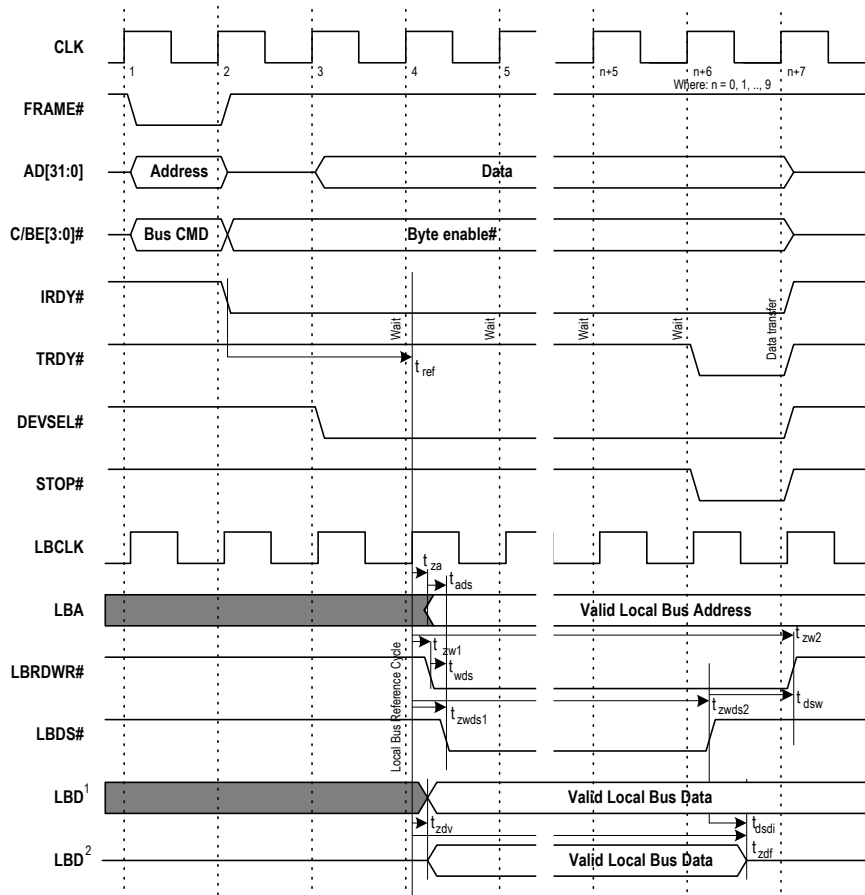 CLK
1 2 3 4 5 n+5 n+6 n+7
Where: n = 0, 1, .., 9
FRAME#
AD[31:0] Address Data
C/BE[3:0]# Bus CMD Byte enable#
IRDY#
Wait Wait Wait Wait Data transfer
TRDY#
t ref
DEVSEL#
STOP#
LBCLK
t za
t ads
LBA Valid Local Bus Address
t zw2
t zw1
LBRDWR#
t wds
t dsw
Local Bus Reference Cycle
t zwds1
t zwds2
LBDS#
LBD1 Valid Local Bus Data
t zdv
t dsdi
t zdf
LBD2 Valid Local Bus Data